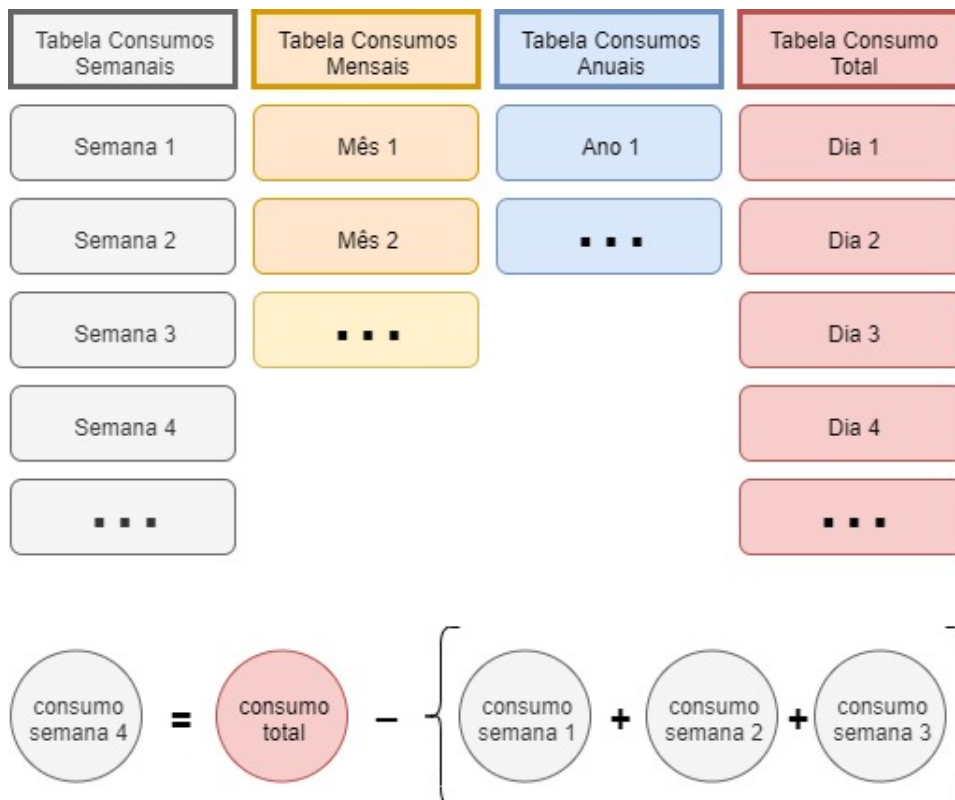 Tabela Consumos
Semanais
Tabela Consumos
Mensais
Tabela Consumos
Anuais
Tabela Consumo
Total
Semana 1
Mês 1
Ano 1
Dia 1
Semana 2
Mês 2
...
Dia 2
Semana 3
...
Dia 3
Semana 4
Dia 4
...
...
consumo
semana 4
=
consumo
total
–
{
consumo
semana 1
+
consumo
semana 2
+
consumo
semana 3